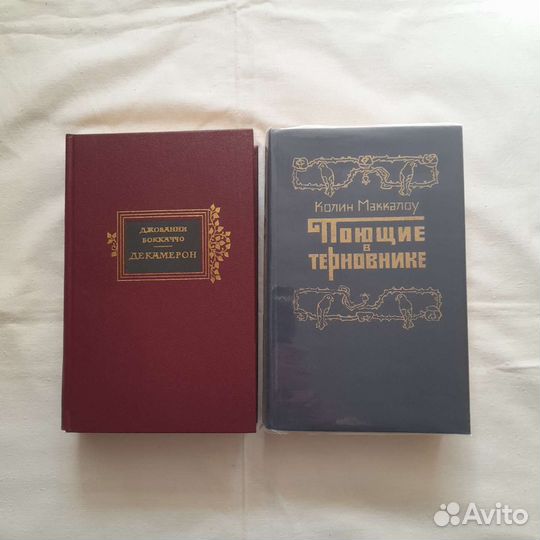 ДЖОВАННИ
БОККАЧЧО
ДЕКАМЕРОН
Колин Маккалоу
Поющие
в
терновнике
Avito